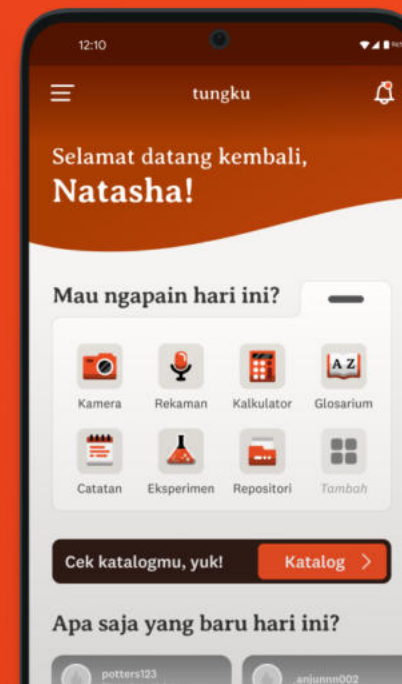 12:10
tungku
Selamat datang kembali,
Natasha!
Mau ngapain hari ini?
A Z
Kamera Rekaman Kalkulator Glosarium
Catatan Eksperimen Repositori Tambah
Cek katalogmu, yuk! Katalog
Apa saja yang baru hari ini?
potters123 anjunnn002